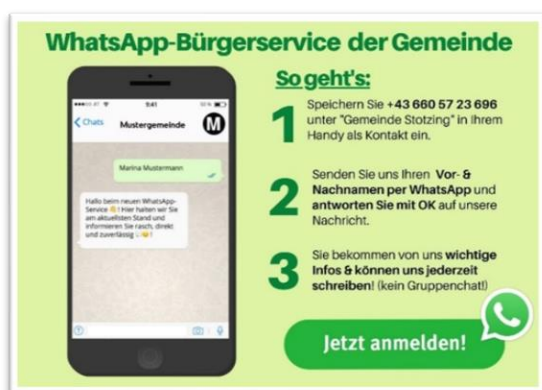 WhatsApp-Bürgerservice der Gemeinde
9:41
Chats
Mustergemeinde
M
Marina Mustermann
Hallo beim neuen WhatsApp-
Service ! Hier halten wir Sie
am aktuellsten Stand und
informieren Sie rasch, direkt
und zuverlässig !
So geht's:
1
Speichern Sie +43 660 57 23 696
unter "Gemeinde Stotzing" in Ihrem
Handy als Kontakt ein.
2
Senden Sie uns Ihren Vor- &
Nachnamen per WhatsApp und
antworten Sie mit OK auf unsere
Nachricht.
3
Sie bekommen von uns wichtige
Infos & können uns jederzeit
schreiben! (kein Gruppenchat!)
Jetzt anmelden!